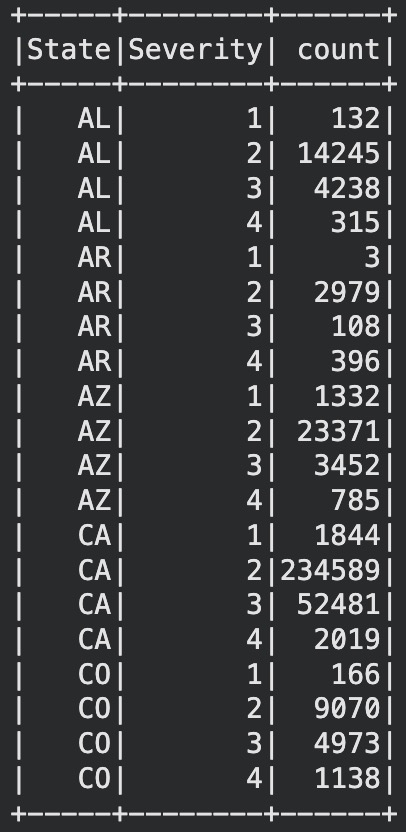 +-----+--------+------+
|State|Severity| count|
+-----+--------+------+
|   AL|       1|   132|
|   AL|       2| 14245|
|   AL|       3|  4238|
|   AL|       4|   315|
|   AR|       1|     3|
|   AR|       2|  2979|
|   AR|       3|   108|
|   AR|       4|   396|
|   AZ|       1|  1332|
|   AZ|       2| 23371|
|   AZ|       3|  3452|
|   AZ|       4|   785|
|   CA|       1|  1844|
|   CA|       2|234589|
|   CA|       3| 52481|
|   CA|       4|  2019|
|   CO|       1|   166|
|   CO|       2|  9070|
|   CO|       3|  4973|
|   CO|       4|  1138|
+-----+--------+------+